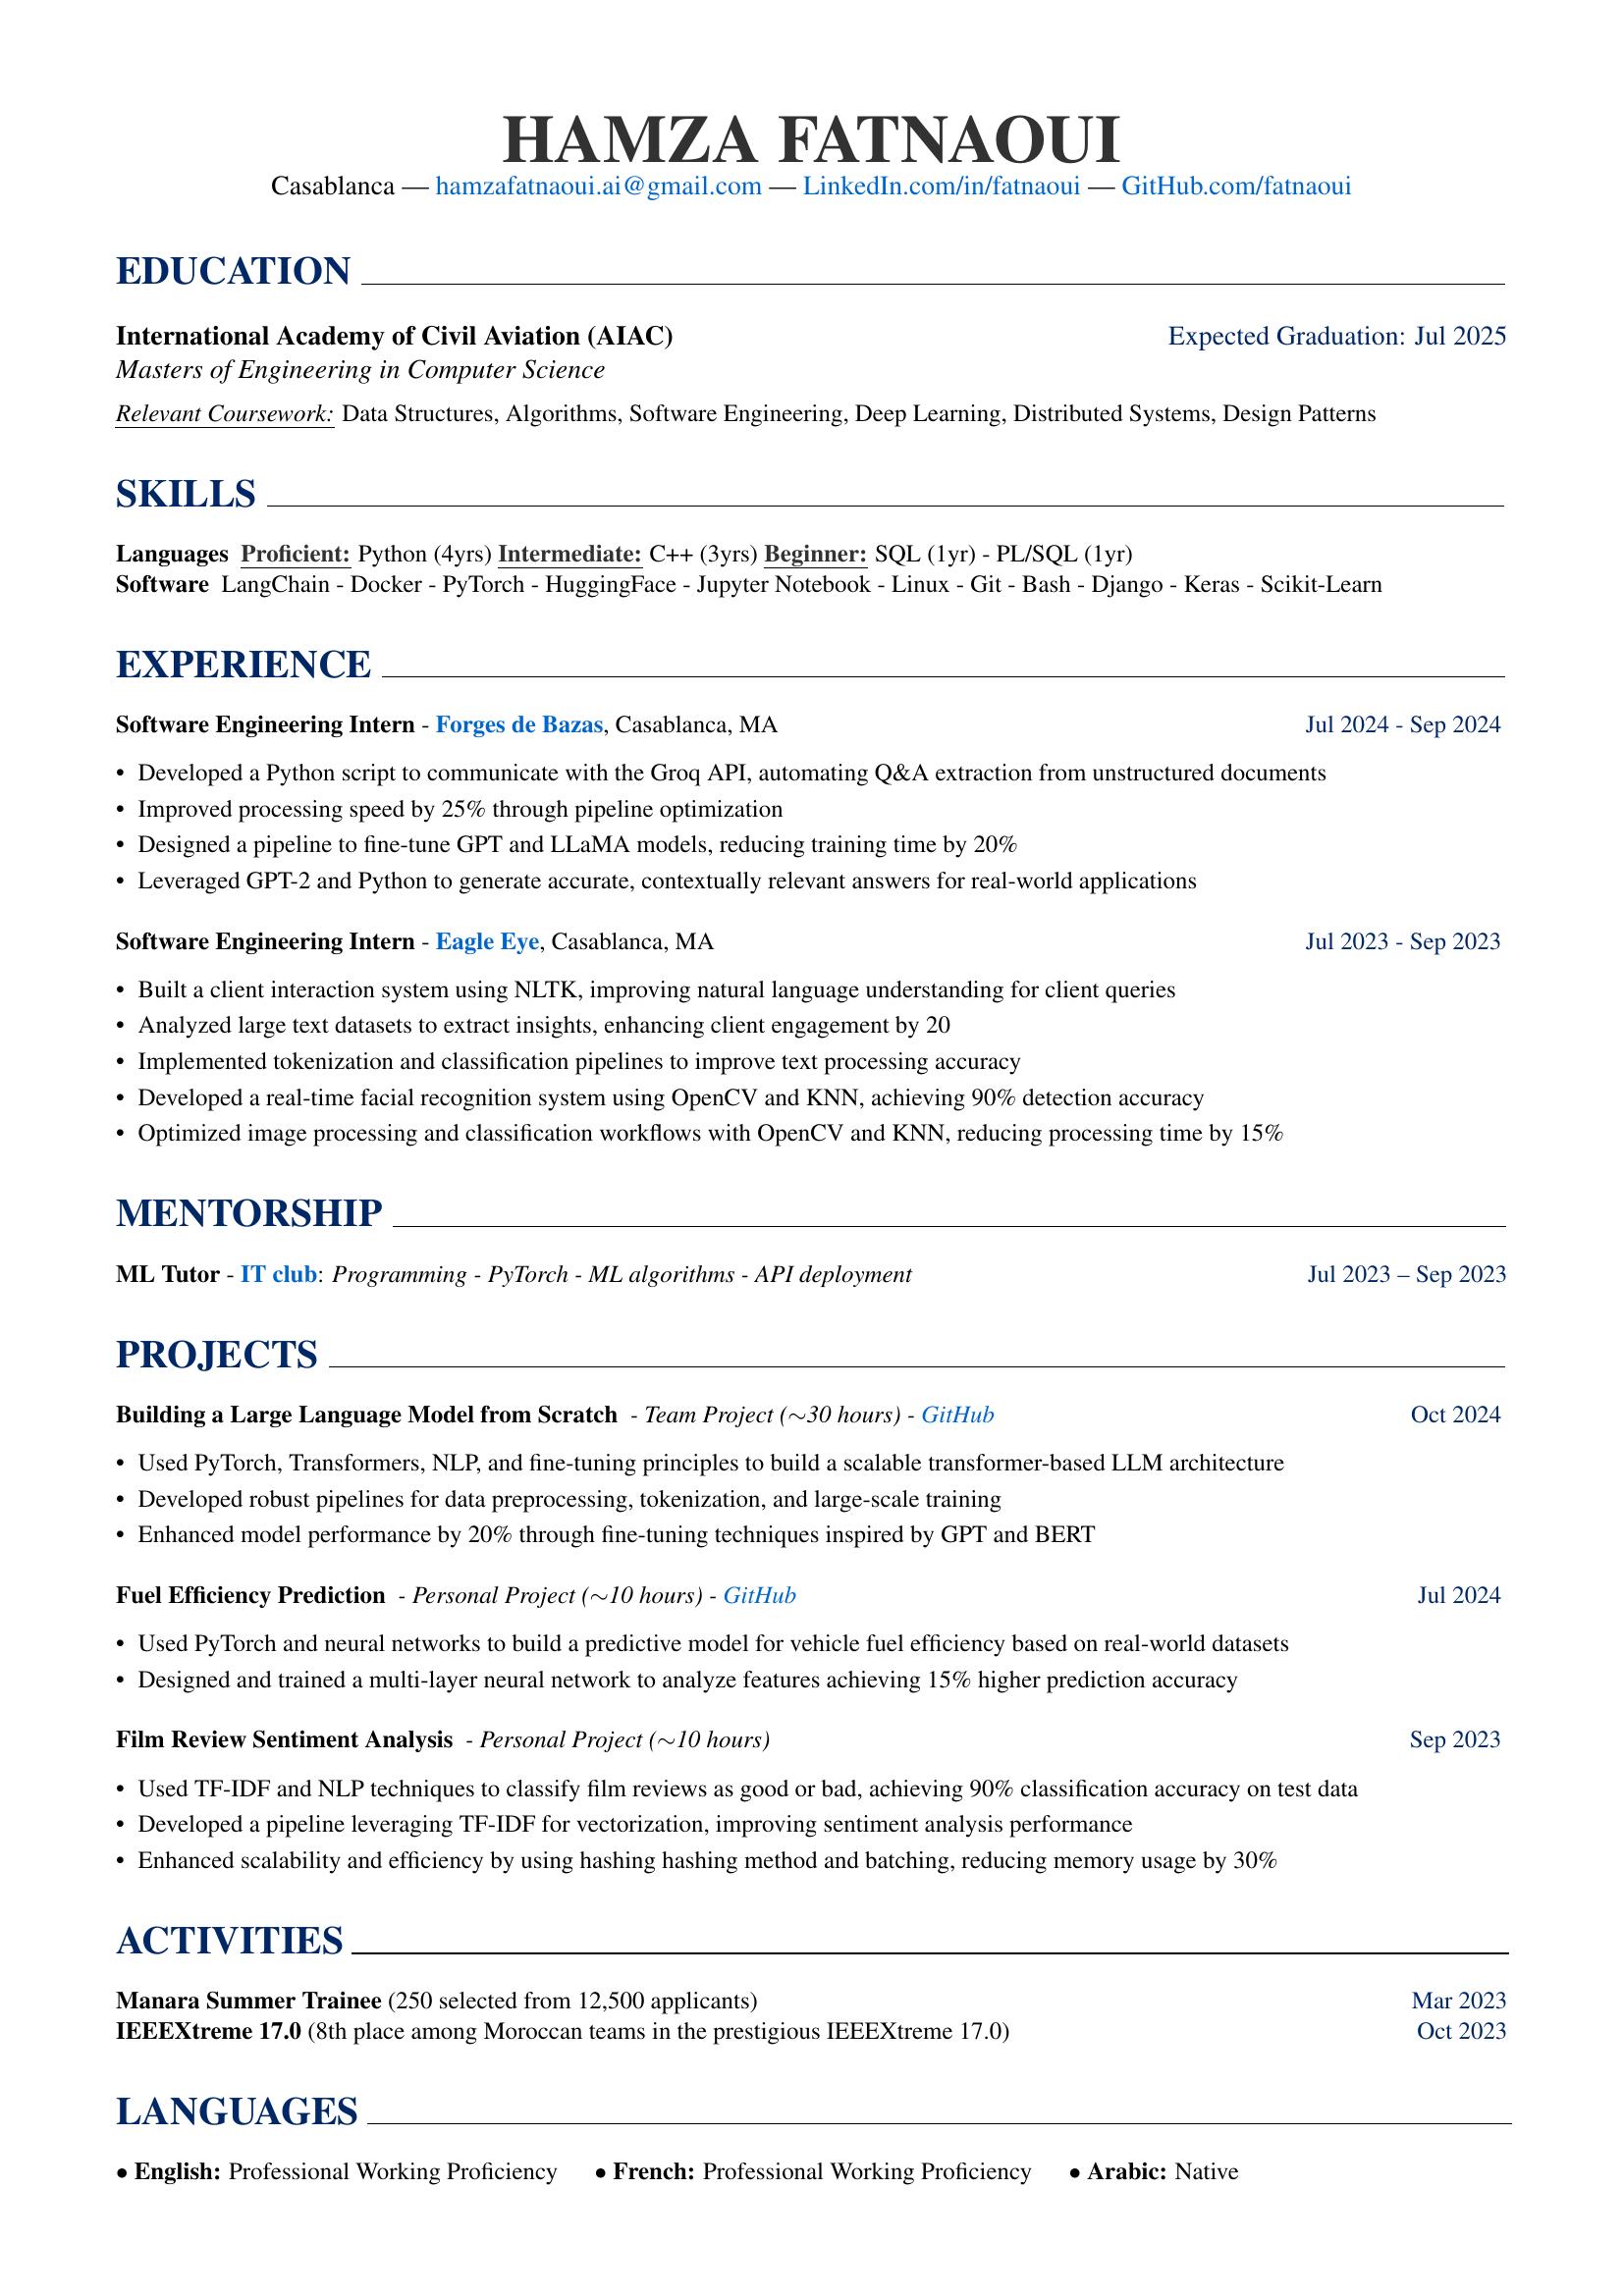 HAMZA FATNAOUI
Casablanca — hamzafatnaoui.ai@gmail.com — LinkedIn.com/in/fatnaoui — GitHub.com/fatnaoui
EDUCATION
International Academy of Civil Aviation (AIAC) Expected Graduation: Jul 2025
Masters of Engineering in Computer Science
Relevant Coursework: Data Structures, Algorithms, Software Engineering, Deep Learning, Distributed Systems, Design Patterns
SKILLS
Languages Proficient: Python (4yrs) Intermediate: C++ (3yrs) Beginner: SQL (1yr) - PL/SQL (1yr)
Software LangChain - Docker - PyTorch - HuggingFace - Jupyter Notebook - Linux - Git - Bash - Django - Keras - Scikit-Learn
EXPERIENCE
Software Engineering Intern - Forges de Bazas, Casablanca, MA Jul 2024 - Sep 2024
• Developed a Python script to communicate with the Groq API, automating Q&A extraction from unstructured documents
• Improved processing speed by 25% through pipeline optimization
• Designed a pipeline to fine-tune GPT and LLaMA models, reducing training time by 20%
• Leveraged GPT-2 and Python to generate accurate, contextually relevant answers for real-world applications
Software Engineering Intern - Eagle Eye, Casablanca, MA Jul 2023 - Sep 2023
• Built a client interaction system using NLTK, improving natural language understanding for client queries
• Analyzed large text datasets to extract insights, enhancing client engagement by 20
• Implemented tokenization and classification pipelines to improve text processing accuracy
• Developed a real-time facial recognition system using OpenCV and KNN, achieving 90% detection accuracy
• Optimized image processing and classification workflows with OpenCV and KNN, reducing processing time by 15%
MENTORSHIP
ML Tutor - IT club: Programming - PyTorch - ML algorithms - API deployment Jul 2023 – Sep 2023
PROJECTS
Building a Large Language Model from Scratch - Team Project (∼30 hours) - GitHub Oct 2024
• Used PyTorch, Transformers, NLP, and fine-tuning principles to build a scalable transformer-based LLM architecture
• Developed robust pipelines for data preprocessing, tokenization, and large-scale training
• Enhanced model performance by 20% through fine-tuning techniques inspired by GPT and BERT
Fuel Efficiency Prediction - Personal Project (∼10 hours) - GitHub Jul 2024
• Used PyTorch and neural networks to build a predictive model for vehicle fuel efficiency based on real-world datasets
• Designed and trained a multi-layer neural network to analyze features achieving 15% higher prediction accuracy
Film Review Sentiment Analysis - Personal Project (∼10 hours) Sep 2023
• Used TF-IDF and NLP techniques to classify film reviews as good or bad, achieving 90% classification accuracy on test data
• Developed a pipeline leveraging TF-IDF for vectorization, improving sentiment analysis performance
• Enhanced scalability and efficiency by using hashing hashing method and batching, reducing memory usage by 30%
ACTIVITIES
Manara Summer Trainee (250 selected from 12,500 applicants) Mar 2023
IEEEXtreme 17.0 (8th place among Moroccan teams in the prestigious IEEEXtreme 17.0) Oct 2023
LANGUAGES
• English: Professional Working Proficiency • French: Professional Working Proficiency • Arabic: Native